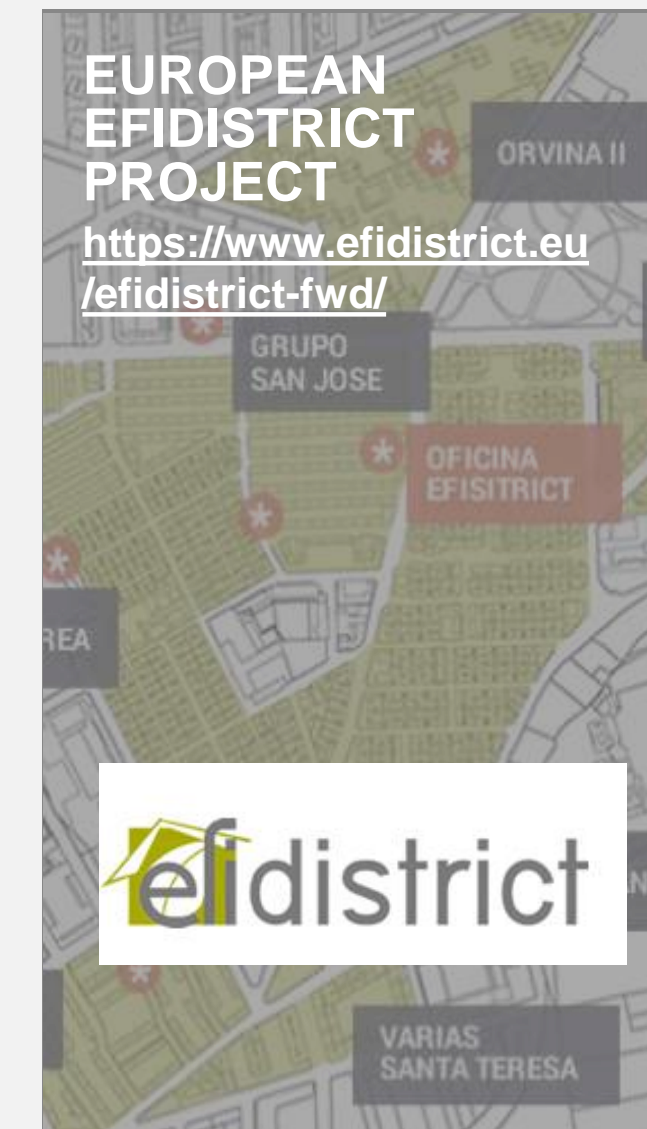 EUROPEAN
EFIDISTRICT
PROJECT
ORVINA II
https://www.efidistrict.eu
/efidistrict-fwd/
GRUPO
SAN JOSE
OFICINA
EFISITRICT
REA
efidistrict
N
VARIAS
SANTA TERESA